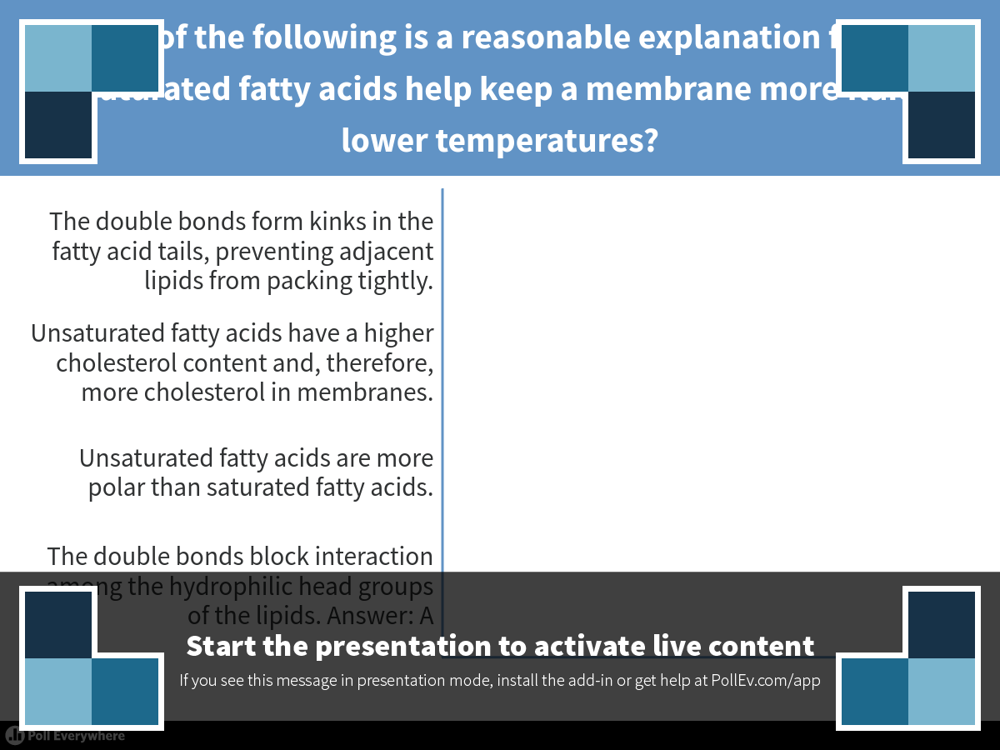 of the following is a reasonable explanation
fatty acids help keep a membrane more
lower temperatures?
The double bonds form kinks in the
fatty acid tails, preventing adjacent
lipids from packing tightly.
Unsaturated fatty acids have a higher
cholesterol content and, therefore,
more cholesterol in membranes.
Unsaturated fatty acids are more
polar than saturated fatty acids.
The double bonds block interaction
among the hydrophilic head groups
of the lipids. Answer: A
Start the presentation to activate live content
If you see this message in presentation mode, install the add-in or get help at PollEv.com/app
Poll Everywhere